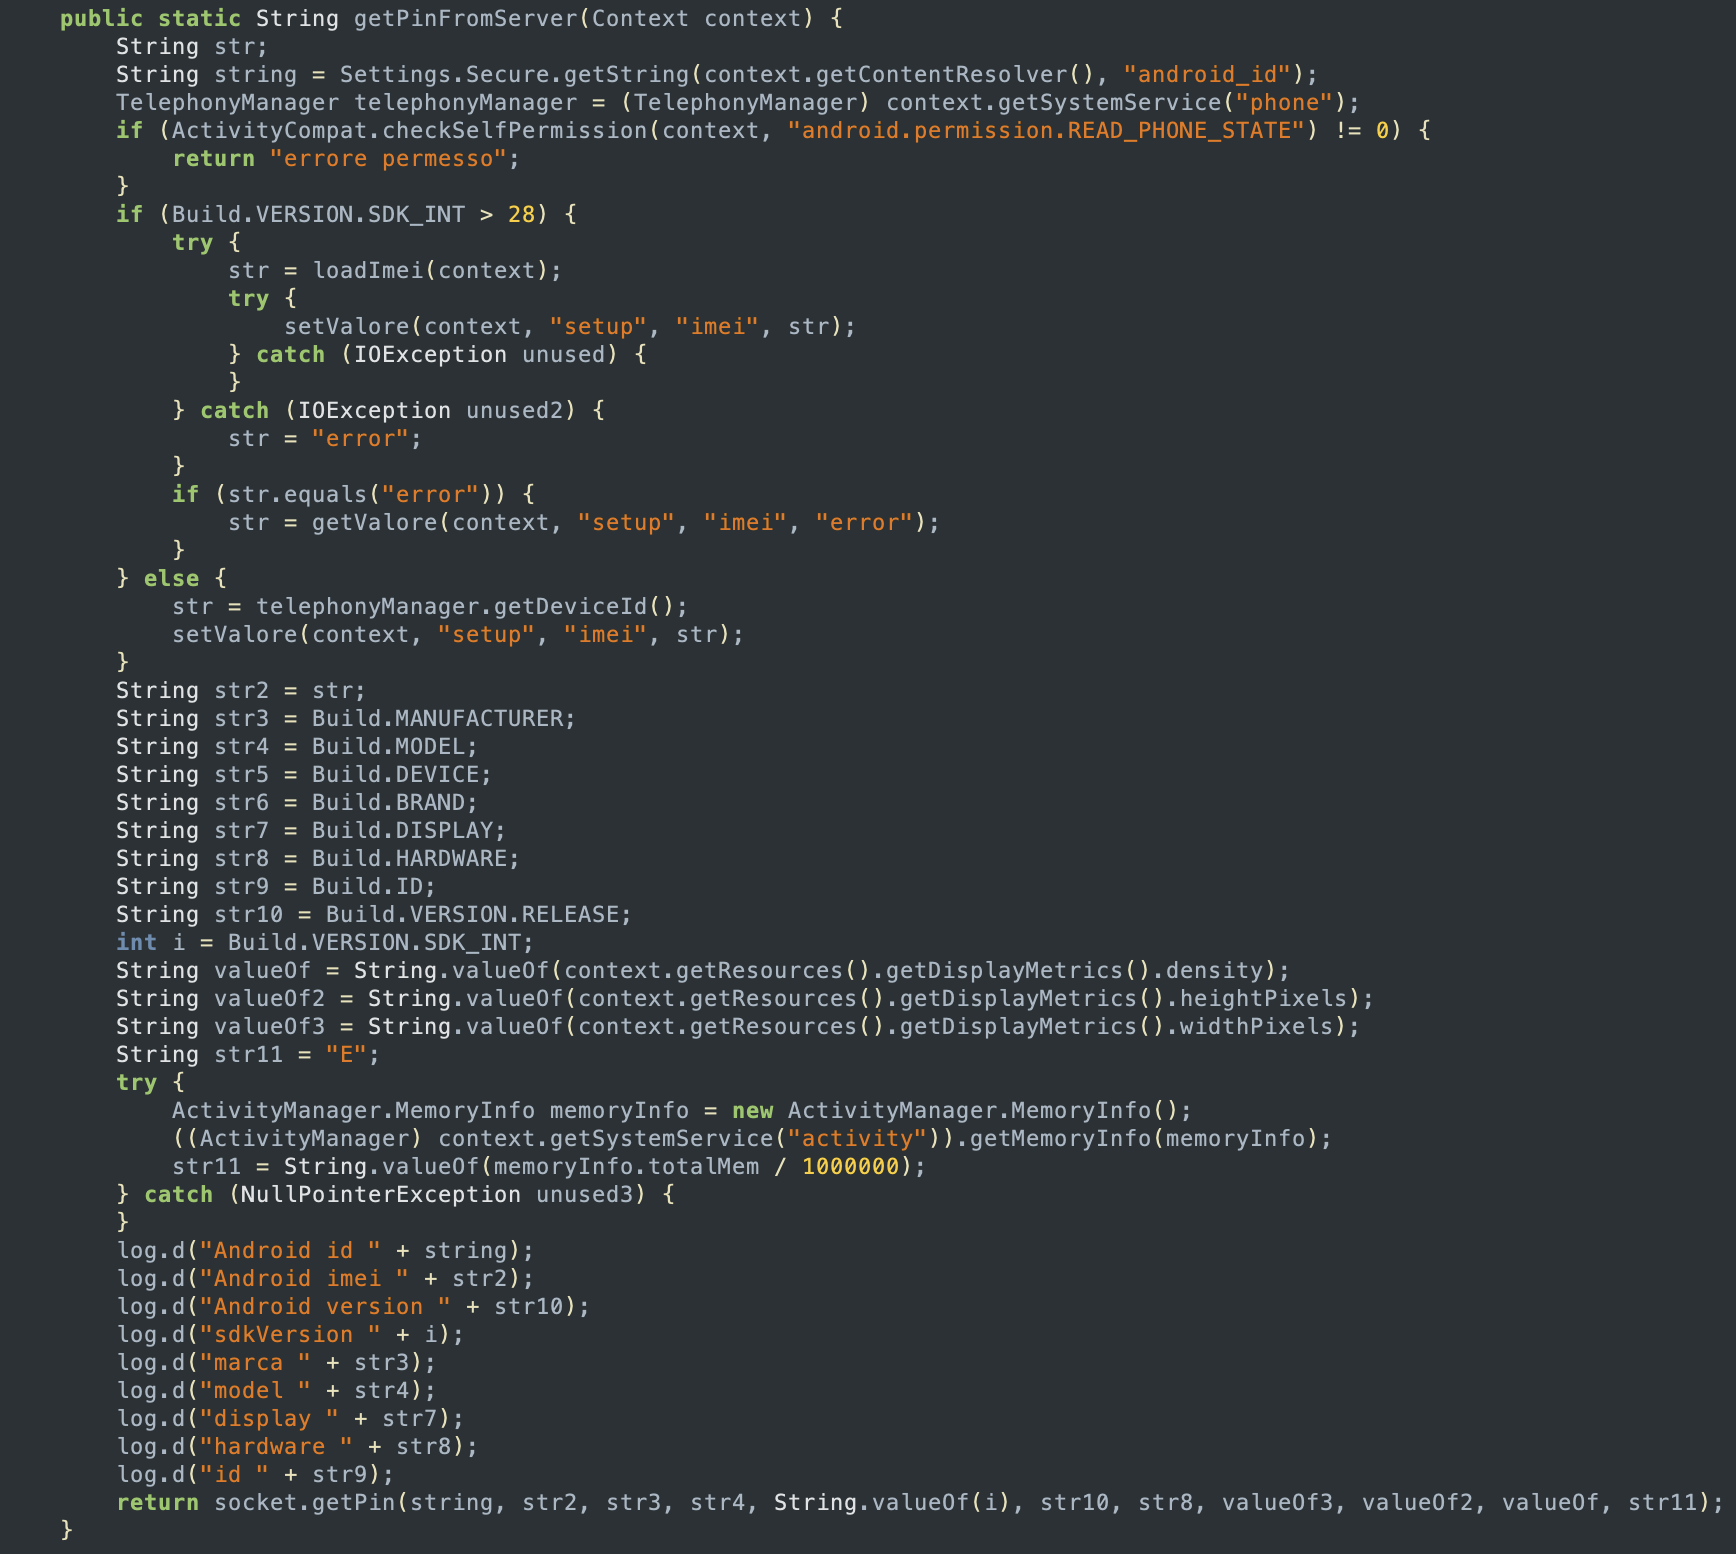 public static String getPinFromServer(Context context) {
String str;
String string = Settings.Secure.getString(context.getContentResolver(), "android_id");
TelephonyManager telephonyManager = (TelephonyManager) context.getSystemService("phone");
if (ActivityCompat.checkSelfPermission(context, "android.permission.READ_PHONE_STATE") != 0) {
return "errore permesso";
}
if (Build.VERSION.SDK_INT > 28) {
try {
str = loadImei(context);
try {
setValore(context, "setup", "imei", str);
} catch (IOException unused) {
}
} catch (IOException unused2) {
str = "error";
}
if (str.equals("error")) {
str = getValore(context, "setup", "imei", "error");
}
} else {
str = telephonyManager.getDeviceId();
setValore(context, "setup", "imei", str);
}
String str2 = str;
String str3 = Build.MANUFACTURER;
String str4 = Build.MODEL;
String str5 = Build.DEVICE;
String str6 = Build.BRAND;
String str7 = Build.DISPLAY;
String str8 = Build.HARDWARE;
String str9 = Build.ID;
String str10 = Build.VERSION.RELEASE;
int i = Build.VERSION.SDK_INT;
String valueOf = String.valueOf(context.getResources().getDisplayMetrics().density);
String valueOf2 = String.valueOf(context.getResources().getDisplayMetrics().heightPixels);
String valueOf3 = String.valueOf(context.getResources().getDisplayMetrics().widthPixels);
String str11 = "E";
try {
ActivityManager.MemoryInfo memoryInfo = new ActivityManager.MemoryInfo();
((ActivityManager) context.getSystemService("activity")).getMemoryInfo(memoryInfo);
str11 = String.valueOf(memoryInfo.totalMem / 1000000);
} catch (NullPointerException unused3) {
}
log.d("Android id " + string);
log.d("Android imei " + str2);
log.d("Android version " + str10);
log.d("sdkVersion " + i);
log.d("marca " + str3);
log.d("model " + str4);
log.d("display " + str7);
log.d("hardware " + str8);
log.d("id " + str9);
return socket.getPin(string, str2, str3, str4, String.valueOf(i), str10, str8, valueOf3, valueOf2, valueOf, str11);
}